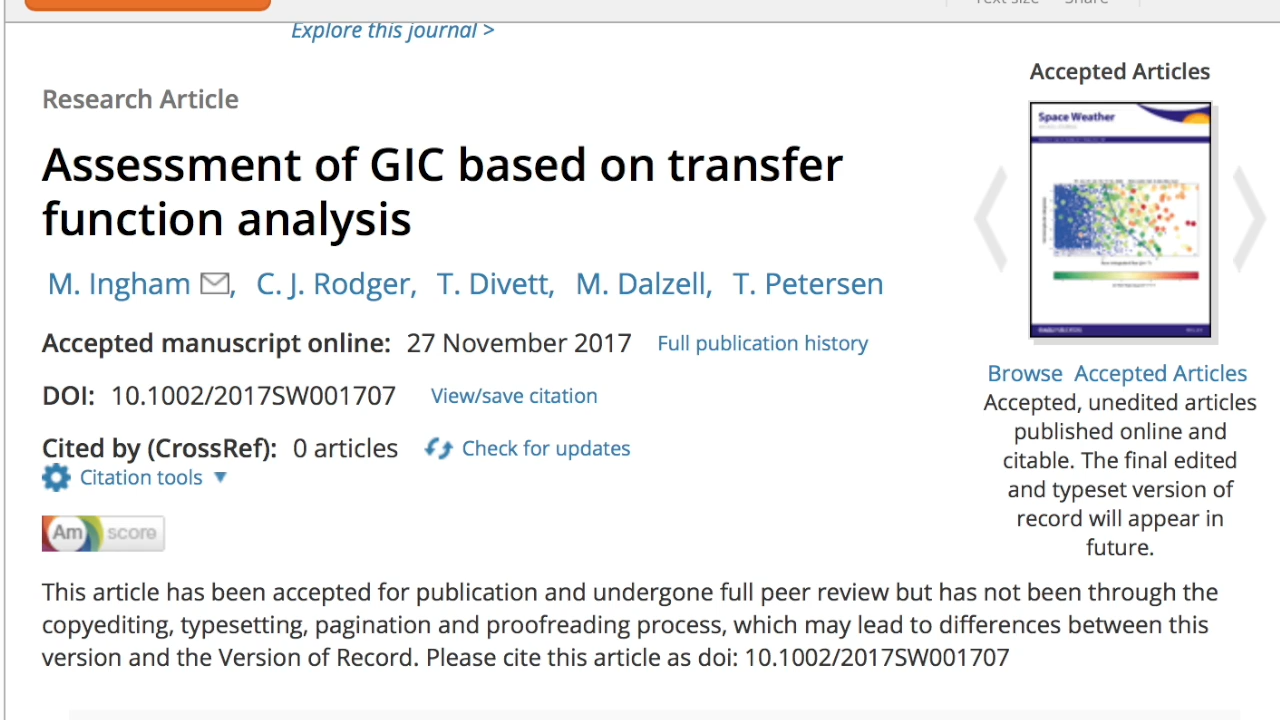 Text size Share
Explore this journal >
Research Article
Assessment of GIC based on transfer
function analysis
M. Ingham , C. J. Rodger, T. Divett, M. Dalzell, T. Petersen
Accepted manuscript online: 27 November 2017 Full publication history
DOI: 10.1002/2017SW001707 View/save citation
Cited by (CrossRef): 0 articles Check for updates
Citation tools ▼
Am score
Accepted Articles
Space Weather
Browse Accepted Articles
Accepted, unedited articles
published online and
citable. The final edited
and typeset version of
record will appear in
future.
This article has been accepted for publication and undergone full peer review but has not been through the
copyediting, typesetting, pagination and proofreading process, which may lead to differences between this
version and the Version of Record. Please cite this article as doi: 10.1002/2017SW001707